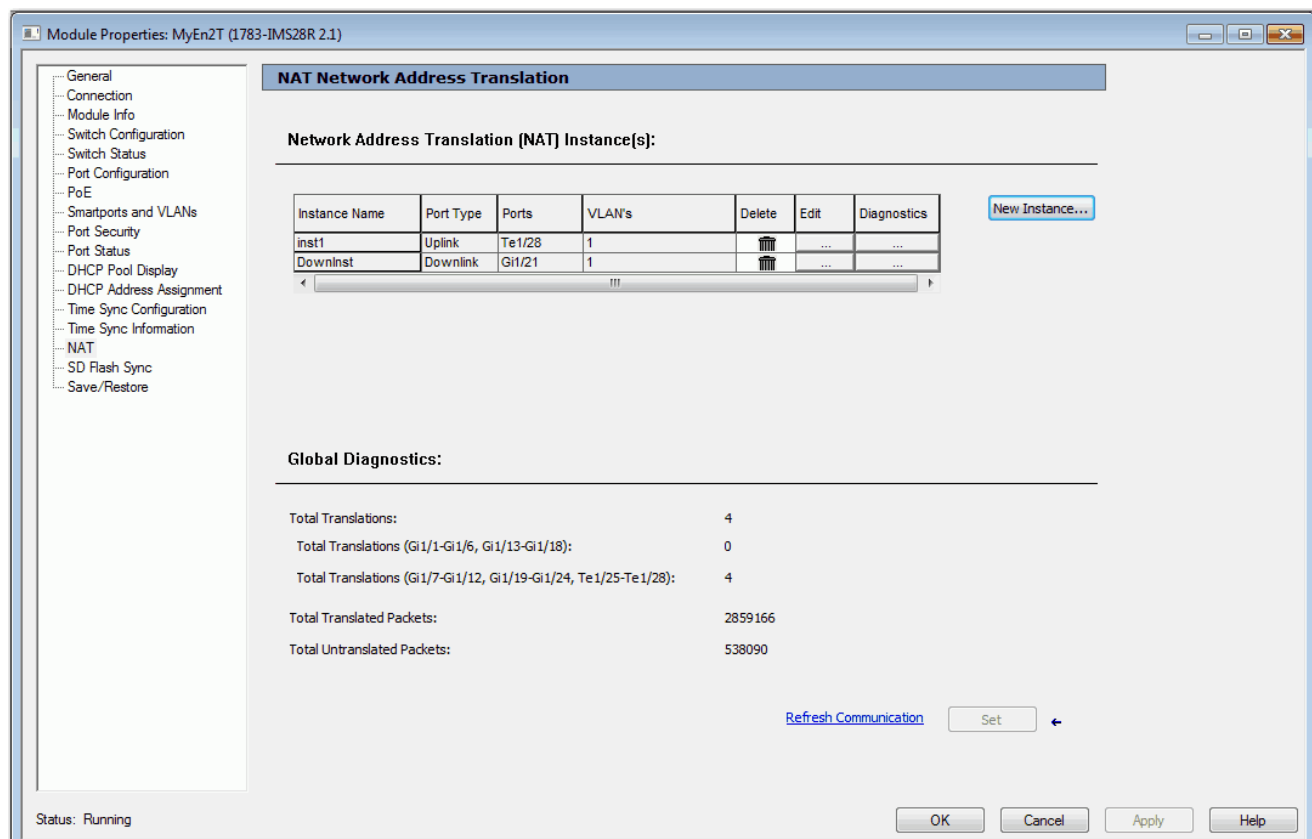 Module Properties: MyEn2T (1783-IMS28R 2.1)
General
Connection
Module Info
Switch Configuration
Switch Status
Port Configuration
PoE
Smartports and VLANs
Port Security
Port Status
DHCP Pool Display
DHCP Address Assignment
Time Sync Configuration
Time Sync Information
NAT
SD Flash Sync
Save/Restore
NAT Network Address Translation
Network Address Translation (NAT) Instance(s):
Instance Name Port Type Ports VLAN's Delete Edit Diagnostics
inst1 Uplink Te1/28 1 ... ...
DownInst Downlink Gi1/21 1 ... ...
New Instance...
Global Diagnostics:
Total Translations: 4
Total Translations (Gi1/1-Gi1/6, Gi1/13-Gi1/18): 0
Total Translations (Gi1/7-Gi1/12, Gi1/19-Gi1/24, Te1/25-Te1/28): 4
Total Translated Packets: 2859166
Total Untranslated Packets: 538090
Refresh Communication Set
Status: Running
OK Cancel Apply Help